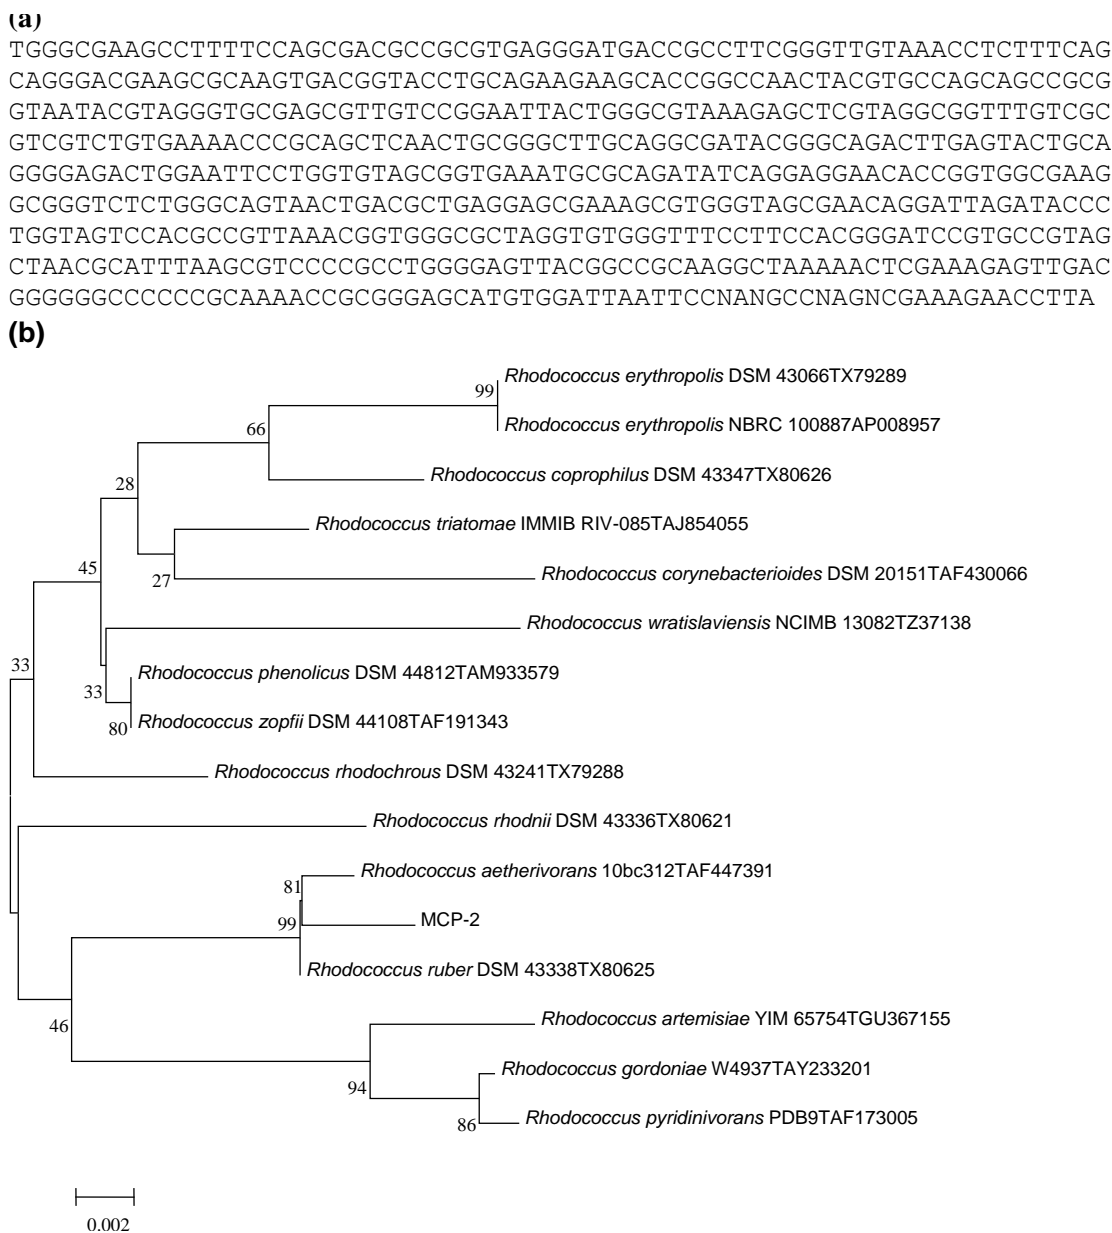 (a)
TGGGCGAAGCCTTTTCCAGCGACGCCGCGTGAGGGATGACCGCCTTCGGGTTGTAAACCTCTTTCAG
CAGGGACGAAGCGCAAGTGACGGTACCTGCAGAAGAAGCACCGGCCAACTACGTGCCAGCAGCCGCG
GTAATACGTAGGGTGCGAGCGTTGTCCGGAATTACTGGGCGTAAAGAGCTCGTAGGCGGTTTGTCGC
GTCGTCTGTGAAAACCCGCAGCTCAACTGCGGGCTTGCAGGCGATACGGGCAGACTTGAGTACTGCA
GGGGAGACTGGAATTCCTGGTGTAGCGGTGAAATGCGCAGATATCAGGAGGAACACCGGTGGCGAAG
GCGGGTCTCTGGGCAGTAACTGACGCTGAGGAGCGAAAGCGTGGGTAGCGAACAGGATTAGATACCC
TGGTAGTCCACGCCGTTAAACGGTGGGCGCTAGGTGTGGGTTTCCTTCCACGGGATCCGTGCCGTAG
CTAACGCATTTAAGCGTCCCCGCCTGGGGAGTTACGGCCGCAAGGCTAAAAACTCGAAAGAGTTGAC
GGGGGGCCCCCCGCAAAACCGCGGGAGCATGTGGATTAATTCCNANGCCNAGNCGAAAGAACCTTA
(b)
Rhodococcus erythropolis DSM 43066TX79289
99
Rhodococcus erythropolis NBRC 100887AP008957
66
Rhodococcus coprophilus DSM 43347TX80626
28
Rhodococcus triatomae IMMIB RIV-085TAJ854055
45
27
Rhodococcus corynebacterioides DSM 20151TAF430066
Rhodococcus wratislaviensis NCIMB 13082TZ37138
33
Rhodococcus phenolicus DSM 44812TAM933579
33
80
Rhodococcus zopfii DSM 44108TAF191343
Rhodococcus rhodochrous DSM 43241TX79288
Rhodococcus rhodnii DSM 43336TX80621
Rhodococcus aetherivorans 10bc312TAF447391
81
MCP-2
99
Rhodococcus ruber DSM 43338TX80625
46
Rhodococcus artemisiae YIM 65754TGU367155
Rhodococcus gordoniae W4937TAY233201
94
86
Rhodococcus pyridinivorans PDB9TAF173005
0.002